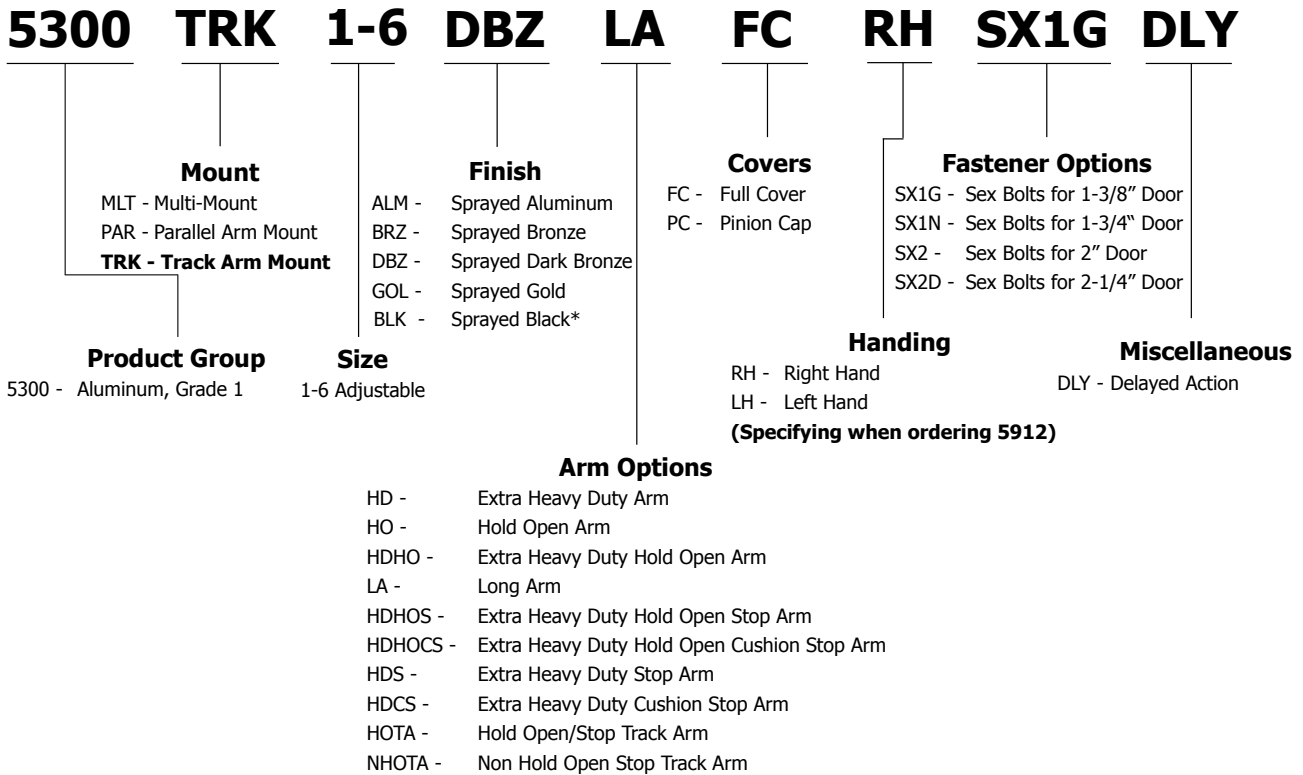 5300 TRK 1-6 DBZ LA FC RH SX1G DLY
Mount
MLT - Multi-Mount
PAR - Parallel Arm Mount
TRK - Track Arm Mount
Finish
ALM - Sprayed Aluminum
BRZ - Sprayed Bronze
DBZ - Sprayed Dark Bronze
GOL - Sprayed Gold
BLK - Sprayed Black*
Covers
FC - Full Cover
PC - Pinion Cap
Fastener Options
SX1G - Sex Bolts for 1-3/8” Door
SX1N - Sex Bolts for 1-3/4“ Door
SX2 - Sex Bolts for 2” Door
SX2D - Sex Bolts for 2-1/4” Door
Product Group
5300 - Aluminum, Grade 1
Size
1-6 Adjustable
Handing
RH - Right Hand
LH - Left Hand
(Specifying when ordering 5912)
Miscellaneous
DLY - Delayed Action
Arm Options
HD - Extra Heavy Duty Arm
HO - Hold Open Arm
HDHO - Extra Heavy Duty Hold Open Arm
LA - Long Arm
HDHOS - Extra Heavy Duty Hold Open Stop Arm
HDHOCS - Extra Heavy Duty Hold Open Cushion Stop Arm
HDS - Extra Heavy Duty Stop Arm
HDCS - Extra Heavy Duty Cushion Stop Arm
HOTA - Hold Open/Stop Track Arm
NHOTA - Non Hold Open Stop Track Arm